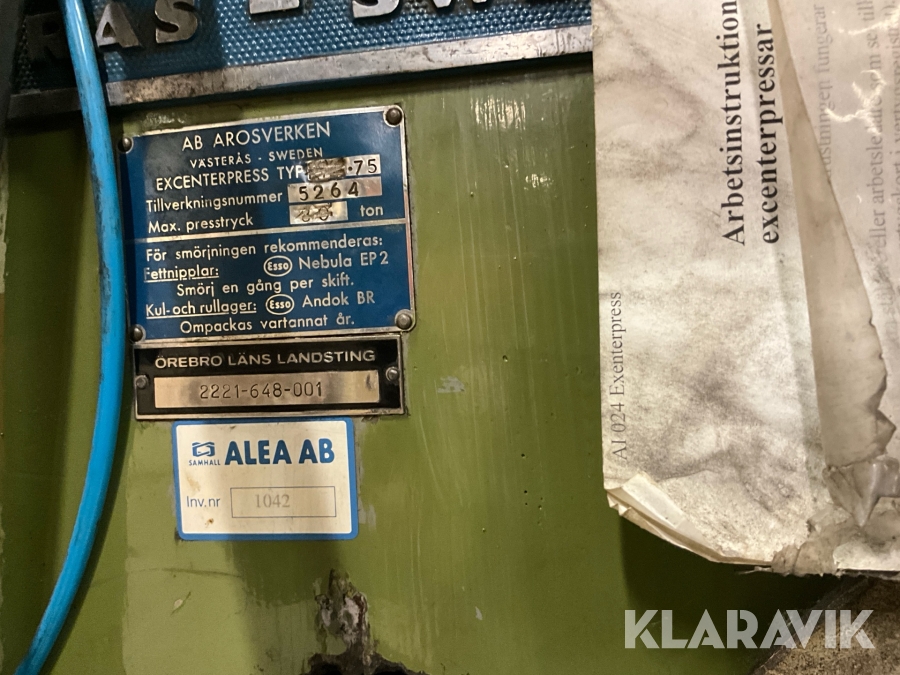 AB AROSVERKEN
VÄSTERÅS - SWEDEN
EXCENTERPRESS TYP -75
Tillverkningsnummer 5264
Max. presstryck ton
För smörjningen rekommenderas:
Fettnipplar: Esso Nebula EP2
Smörj en gång per skift.
Kul- och rullager: Esso Andok BR
Ompackas vartannat år.
ÖREBRO LÄNS LANDSTING
2221-648-001
SAMHALL ALEA AB
Inv.nr 1042
Arbetsinstruktion
excenterpressar
AI 024 Exenterpress
KLARAVIK